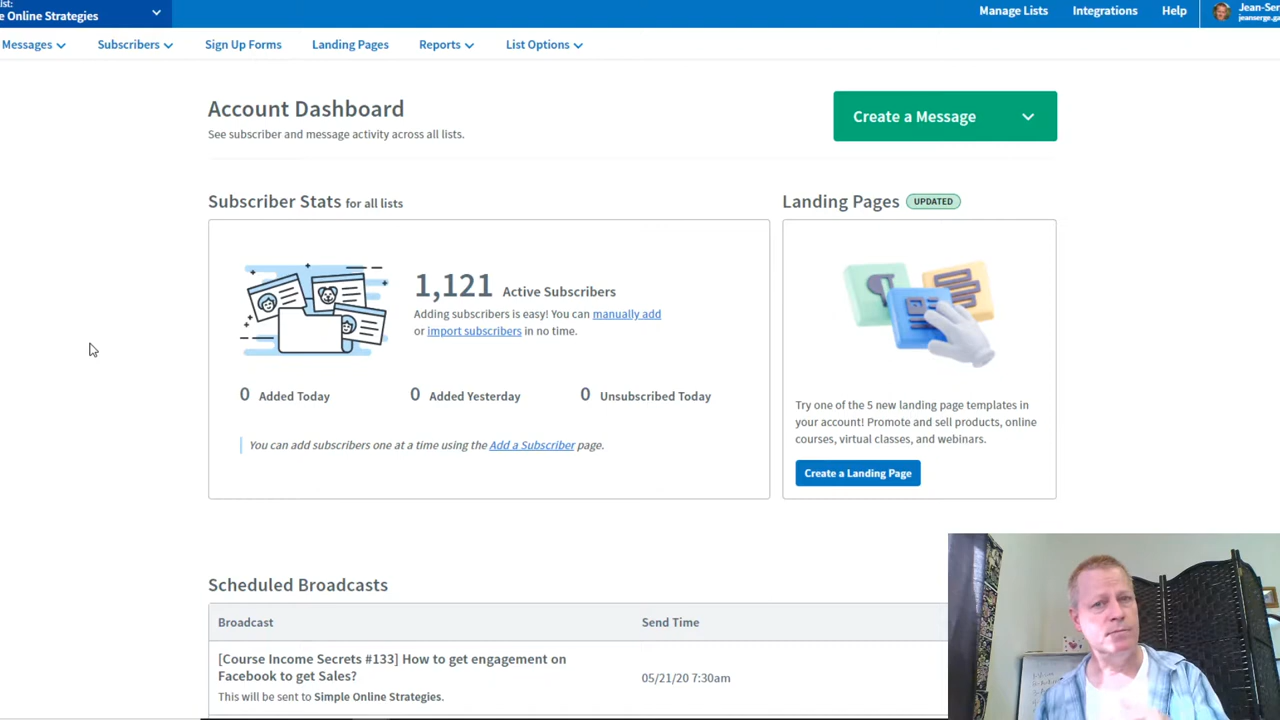 ist:
e Online Strategies
Manage Lists
Integrations
Help
Jean-Ser
jeanserge.ga
Messages
Subscribers
Sign Up Forms
Landing Pages
Reports
List Options
Account Dashboard
See subscriber and message activity across all lists.
Create a Message
Subscriber Stats for all lists
1,121 Active Subscribers
Adding subscribers is easy! You can manually add
or import subscribers in no time.
0 Added Today
0 Added Yesterday
0 Unsubscribed Today
You can add subscribers one at a time using the Add a Subscriber page.
Landing Pages UPDATED
Try one of the 5 new landing page templates in
your account! Promote and sell products, online
courses, virtual classes, and webinars.
Create a Landing Page
Scheduled Broadcasts
Broadcast
Send Time
[Course Income Secrets #133] How to get engagement on
Facebook to get Sales?
This will be sent to Simple Online Strategies.
05/21/20 7:30am